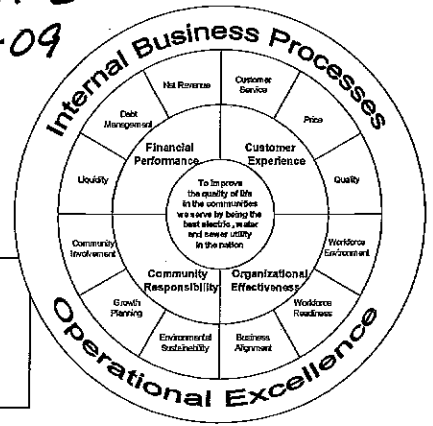 -09
Internal Business Processes
Net Revenue
Customer
Service
Debt
Management
Price
Financial
Performance
Customer
Experience
Liquidity
Quality
To improve
the quality of life
in the communities
we serve by being the
best electric, water
and sewer utility
in the nation
Community
Involvement
Workforce
Environment
Community
Responsibility
Organizational
Effectiveness
Growth
Planning
Workforce
Readiness
Environmental
Sustainability
Business
Alignment
Operational Excellence